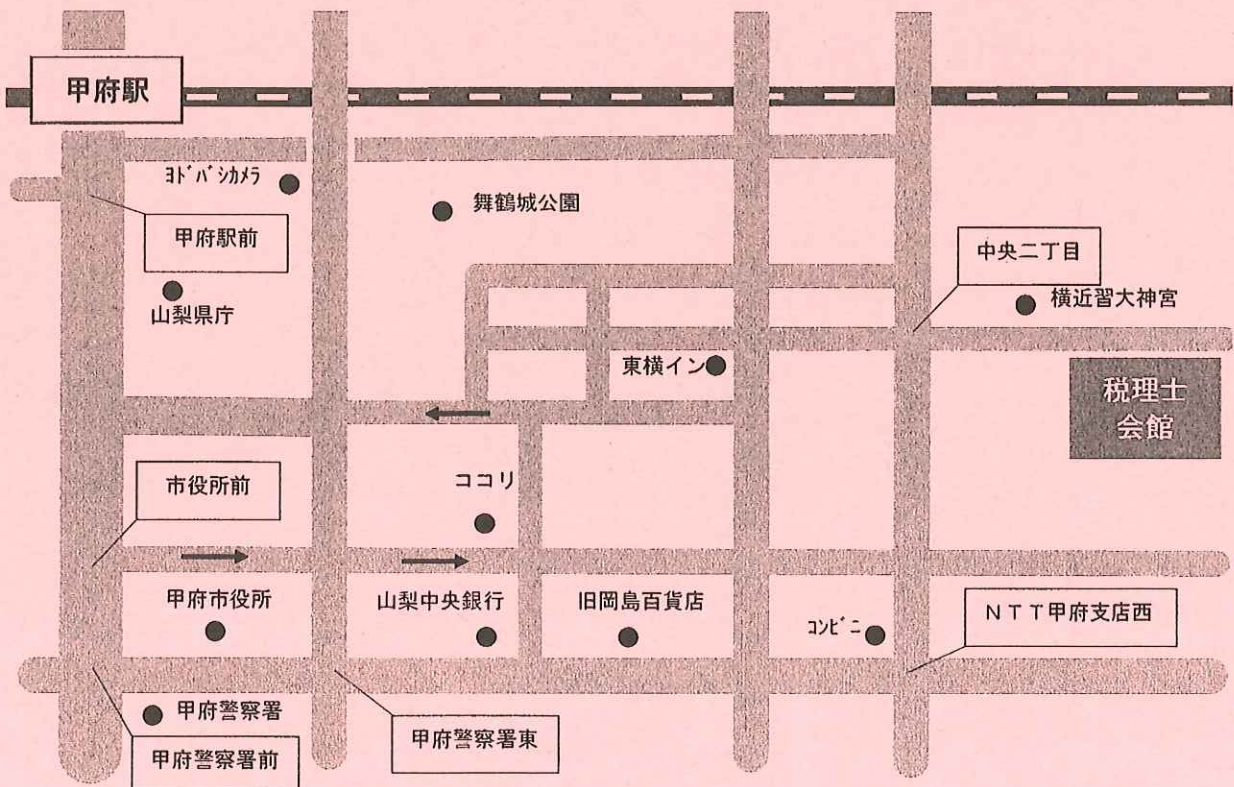 甲府駅
ﾖﾄﾞﾊﾞｼｶﾒﾗ
舞鶴城公園
甲府駅前
中央二丁目
山梨県庁
横近習大神宮
東横イン
税理士
会館
市役所前
ココリ
甲府市役所
山梨中央銀行
旧岡島百貨店
ｺﾝﾋﾞﾆ
ＮＴＴ甲府支店西
甲府警察署
甲府警察署東
甲府警察署前